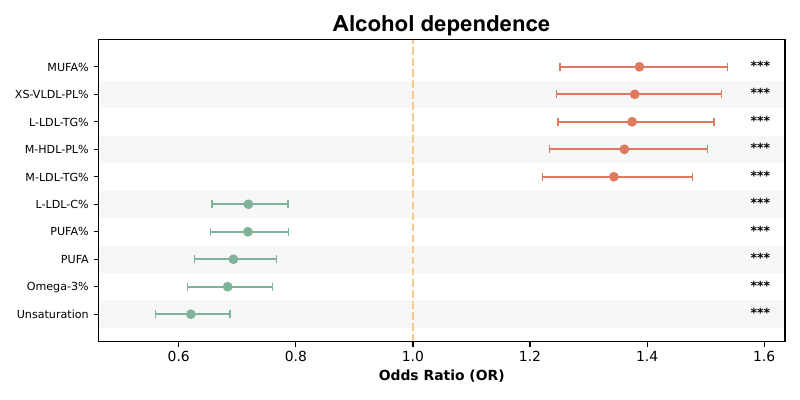 Alcohol dependence
MUFA% ***
XS-VLDL-PL% ***
L-LDL-TG% ***
M-HDL-PL% ***
M-LDL-TG% ***
L-LDL-C% ***
PUFA% ***
PUFA ***
Omega-3% ***
Unsaturation ***
0.6 0.8 1.0 1.2 1.4 1.6
Odds Ratio (OR)